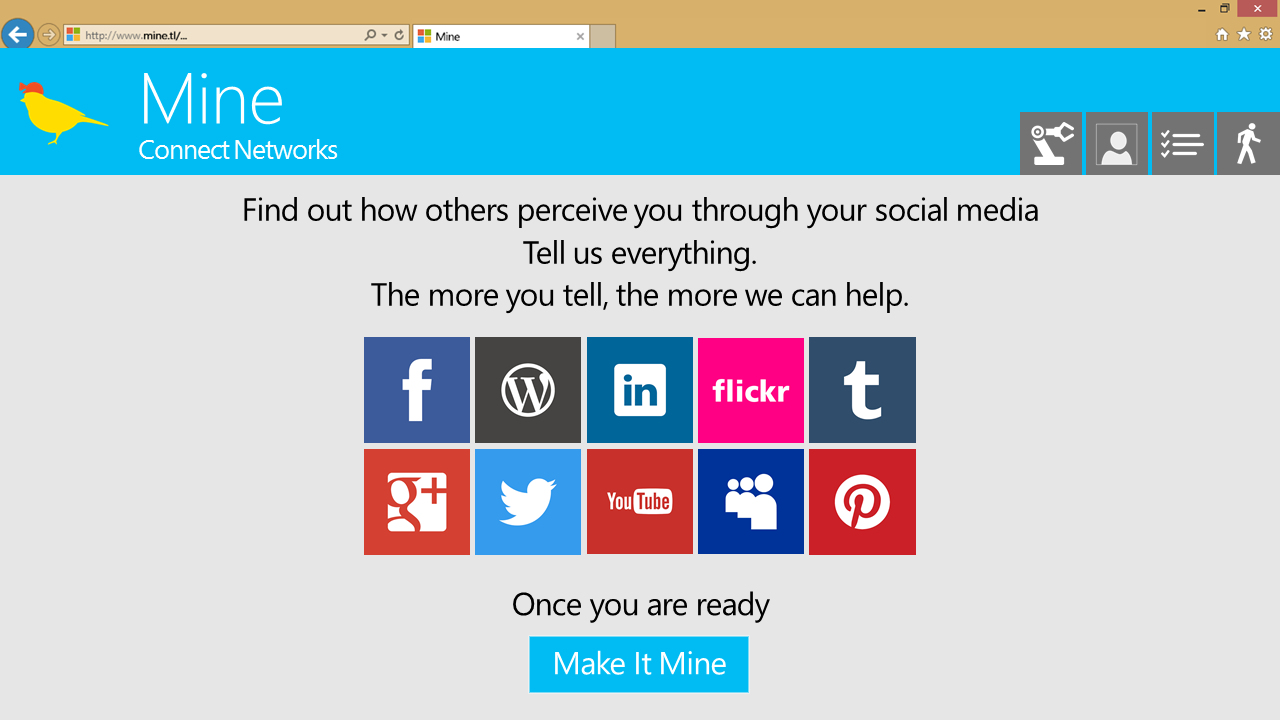 http://www.mine.tl/...
Mine
Mine
Connect Networks
Find out how others perceive you through your social media
Tell us everything.
The more you tell, the more we can help.
f
W
in
flickr
t
g+
You Tube
p
Once you are ready
Make It Mine